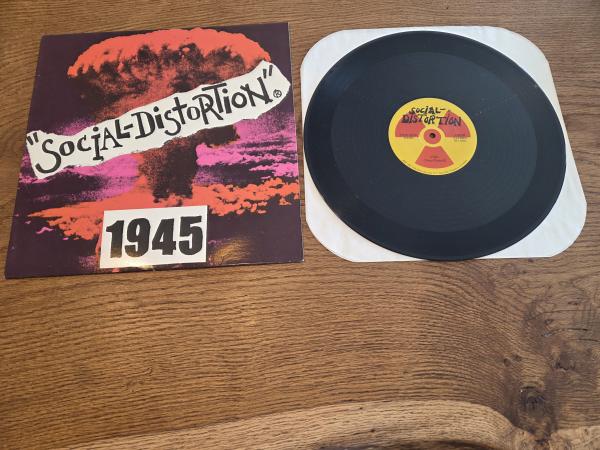 "SOCIAL-DISTORTION"®
1945
SOCIAL-
DISTORTION